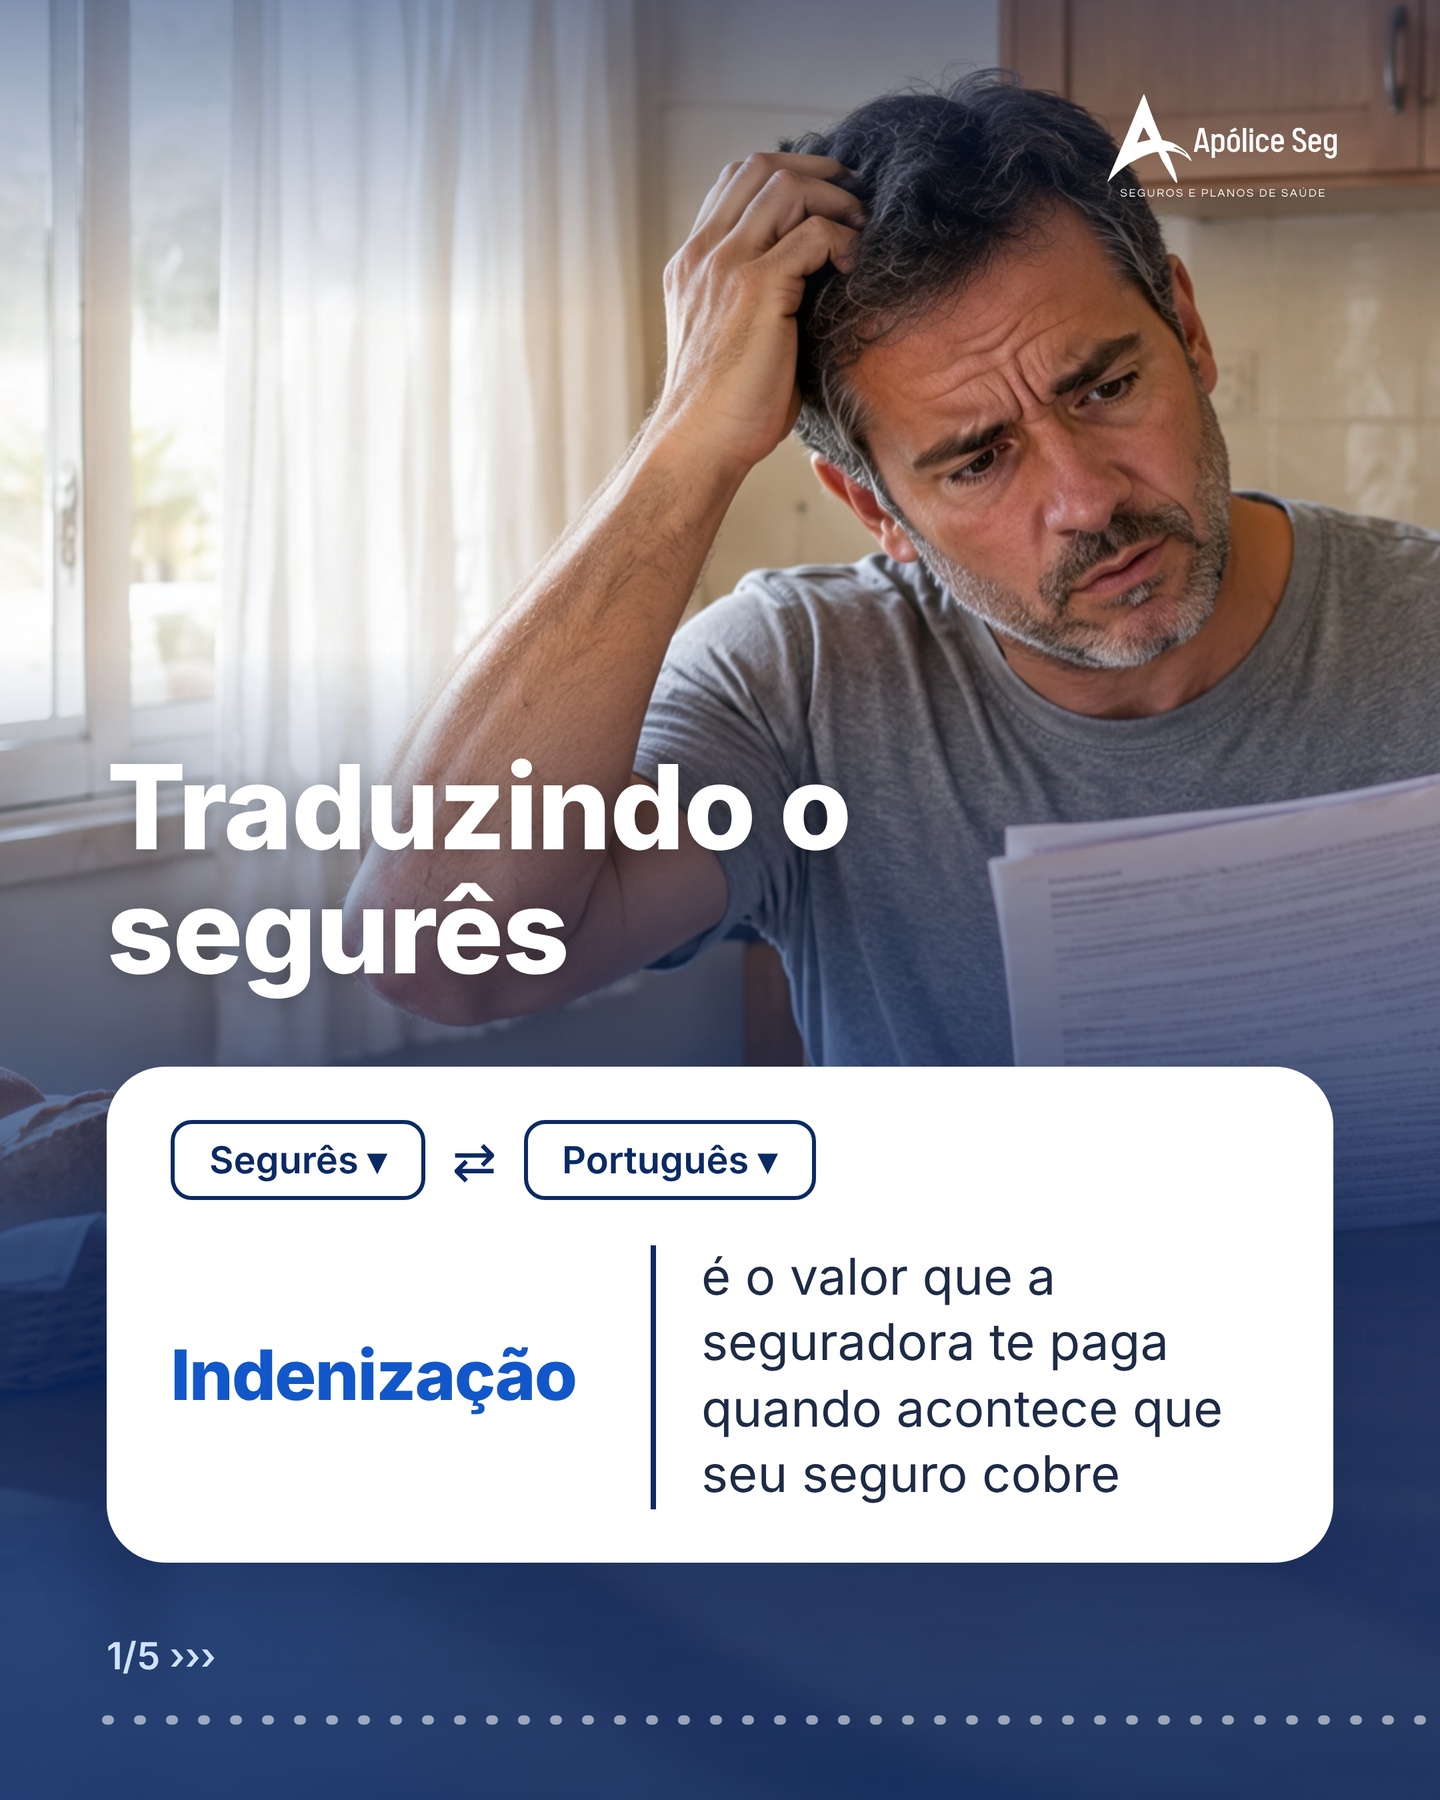 Apólice Seg
SEGUROS E PLANOS DE SAÚDE
Traduzindo o
segurês
Segurês ▾ ⇄ Português ▾
Indenização
é o valor que a
seguradora te paga
quando acontece que
seu seguro cobre
1/5 ›››